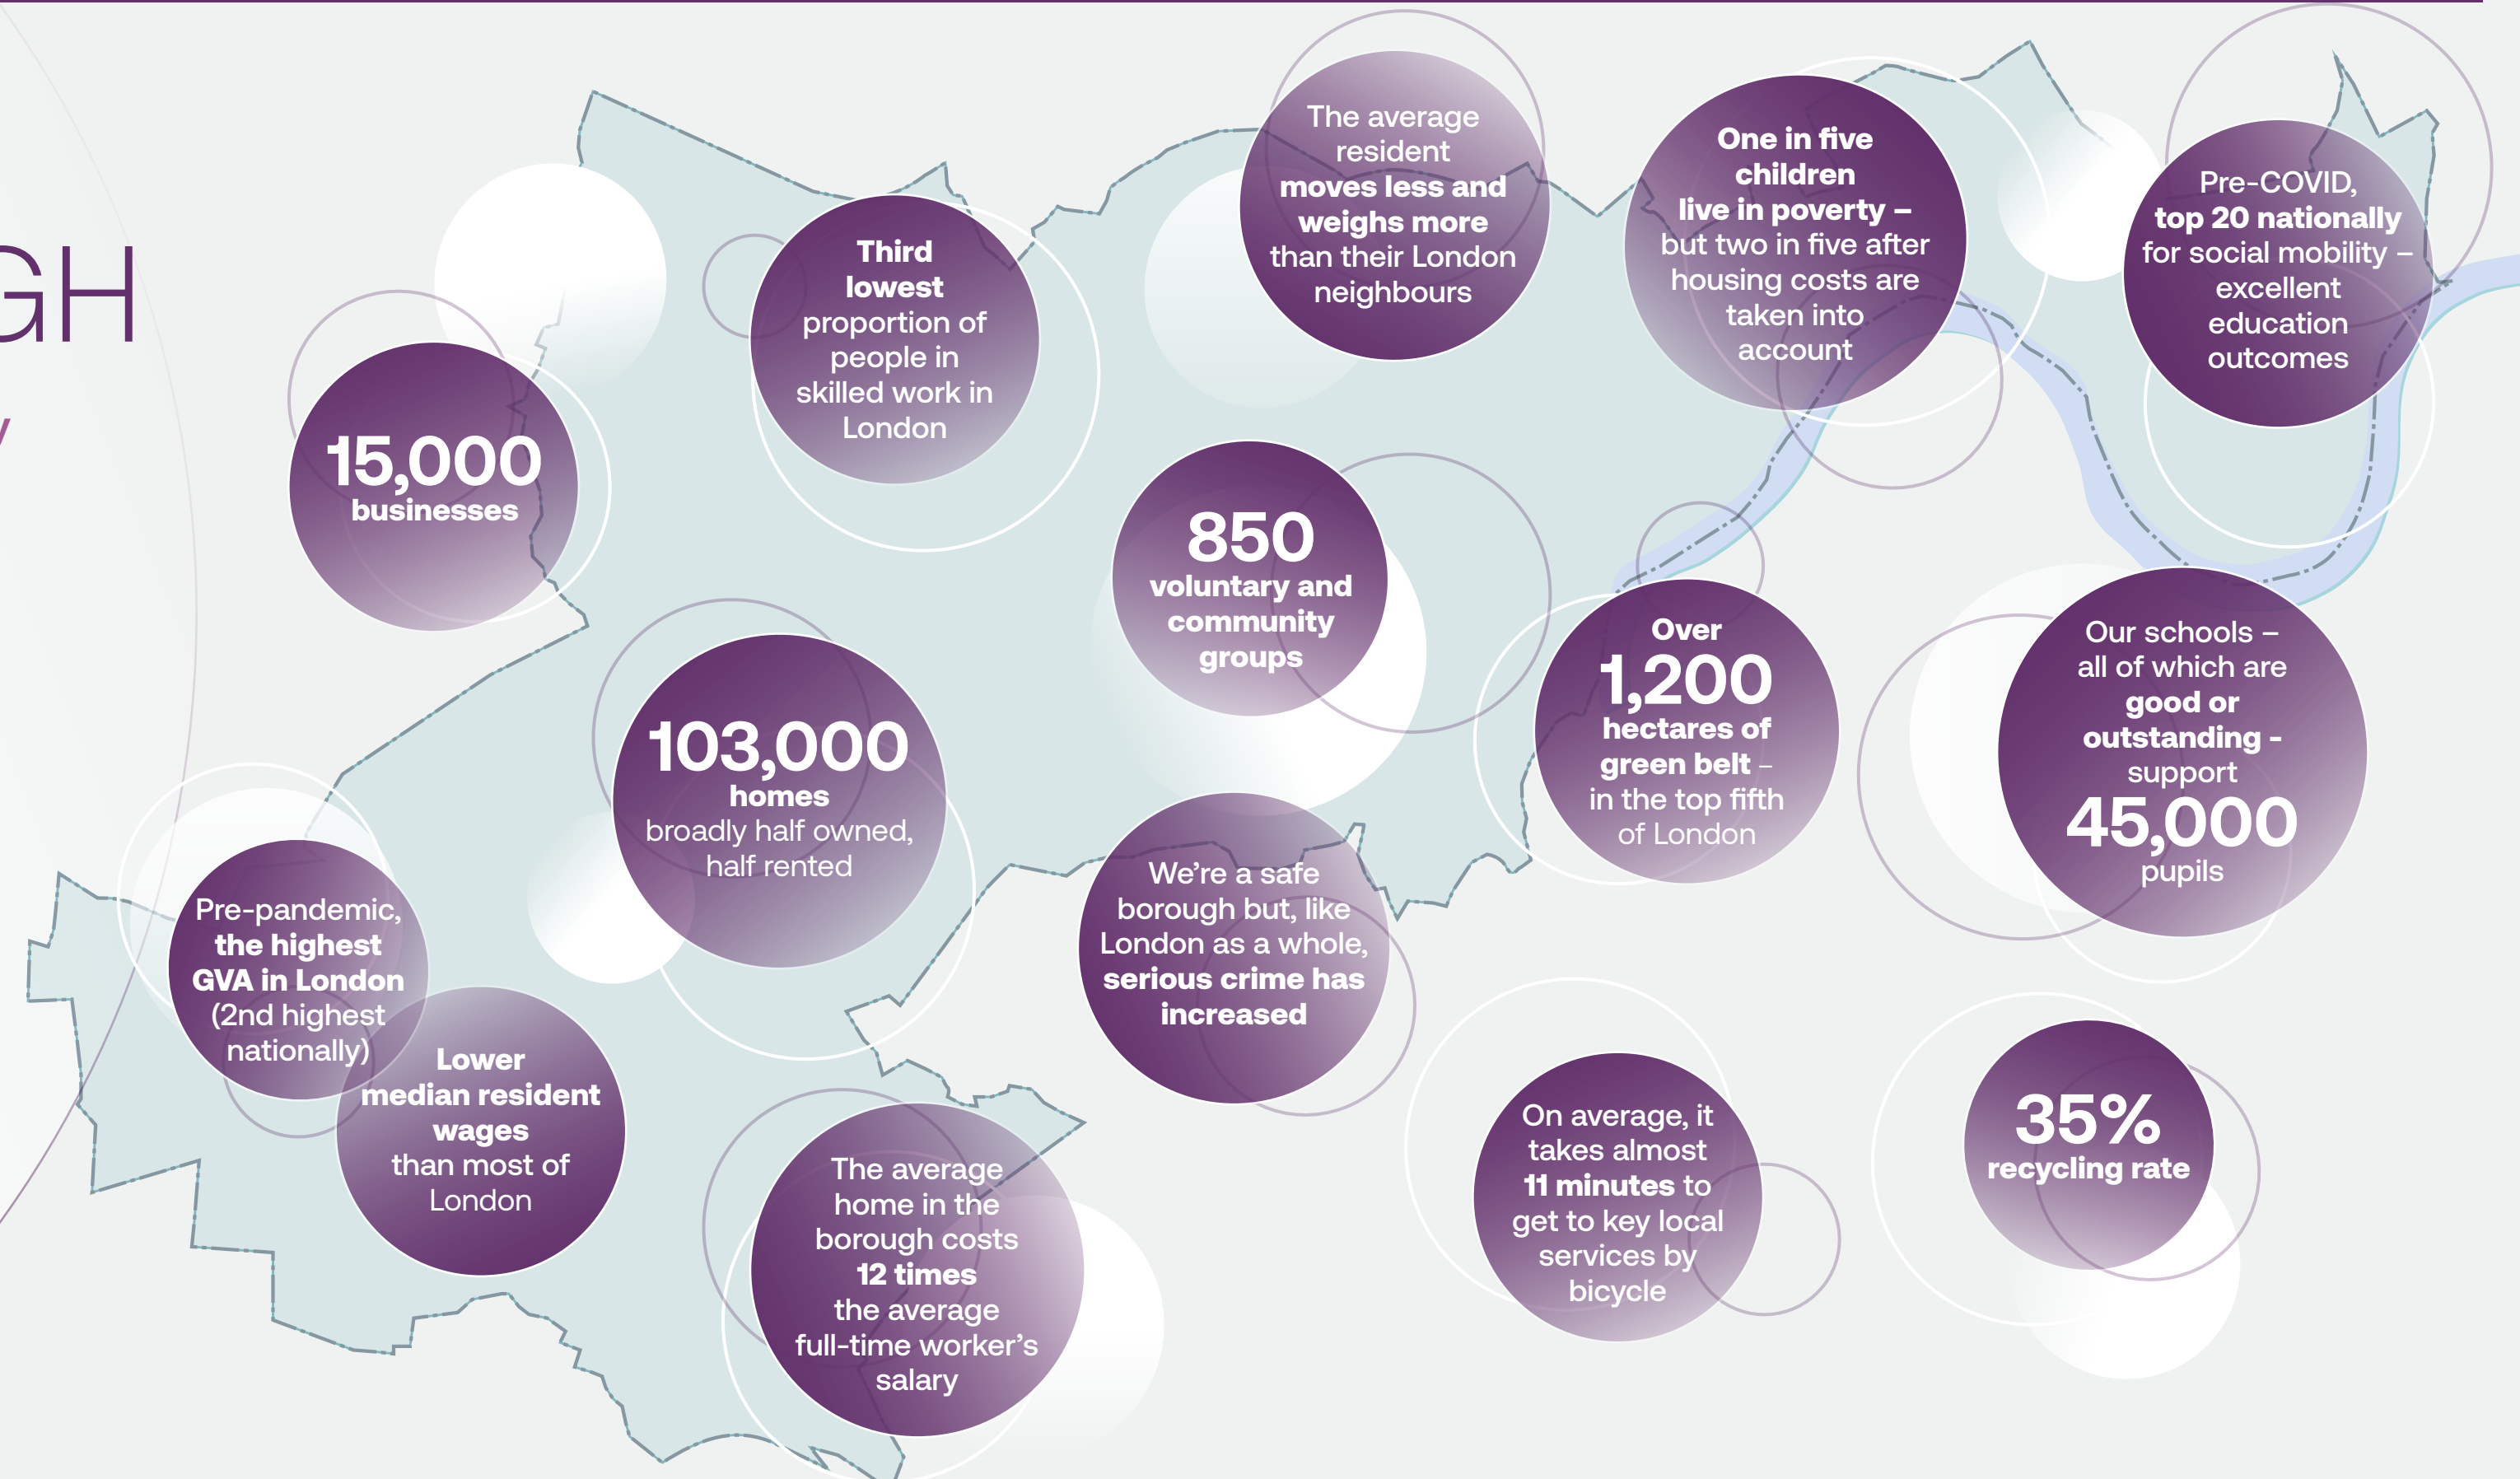 GH
y
The average
resident
moves less and
weighs more
than their London
neighbours
One in five
children
live in poverty –
but two in five after
housing costs are
taken into
account
Pre-COVID,
top 20 nationally
for social mobility –
excellent
education
outcomes
Third
lowest
proportion of
people in
skilled work in
London
15,000
businesses
850
voluntary and
community
groups
Over
1,200
hectares of
green belt –
in the top fifth
of London
Our schools –
all of which are
good or
outstanding -
support
45,000
pupils
103,000
homes
broadly half owned,
half rented
Pre-pandemic,
the highest
GVA in London
(2nd highest
nationally)
Lower
median resident
wages
than most of
London
We’re a safe
borough but, like
London as a whole,
serious crime has
increased
The average
home in the
borough costs
12 times
the average
full-time worker’s
salary
On average, it
takes almost
11 minutes to
get to key local
services by
bicycle
35%
recycling rate